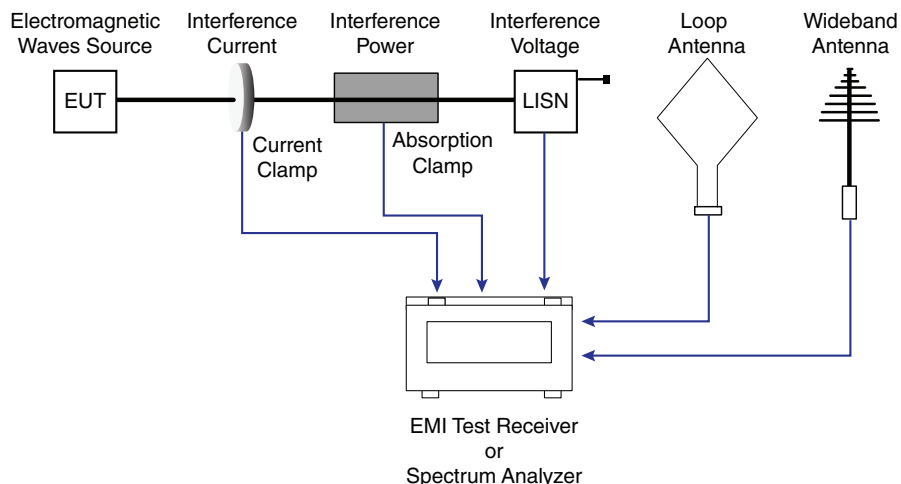 Electromagnetic
Waves Source
Interference
Current
Interference
Power
Interference
Voltage
Loop
Antenna
Wideband
Antenna
EUT
LISN
Current
Clamp
Absorption
Clamp
EMI Test Receiver
or
Spectrum Analyzer